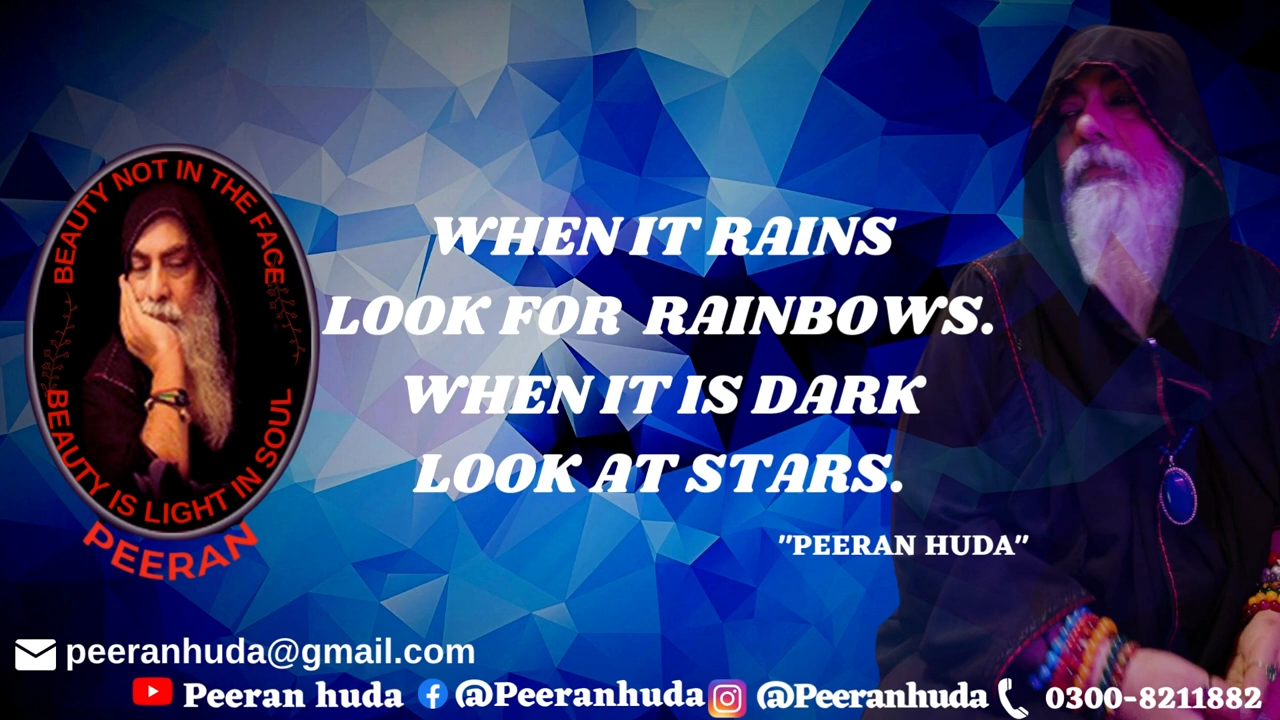 BEAUTY NOT IN THE FACE
BEAUTY IS LIGHT IN SOUL
PEERAN
WHEN IT RAINS
LOOK FOR RAINBOWS.
WHEN IT IS DARK
LOOK AT STARS.
"PEERAN HUDA"
peeranhuda@gmail.com
Peeran huda @Peeranhuda @Peeranhuda 0300-8211882